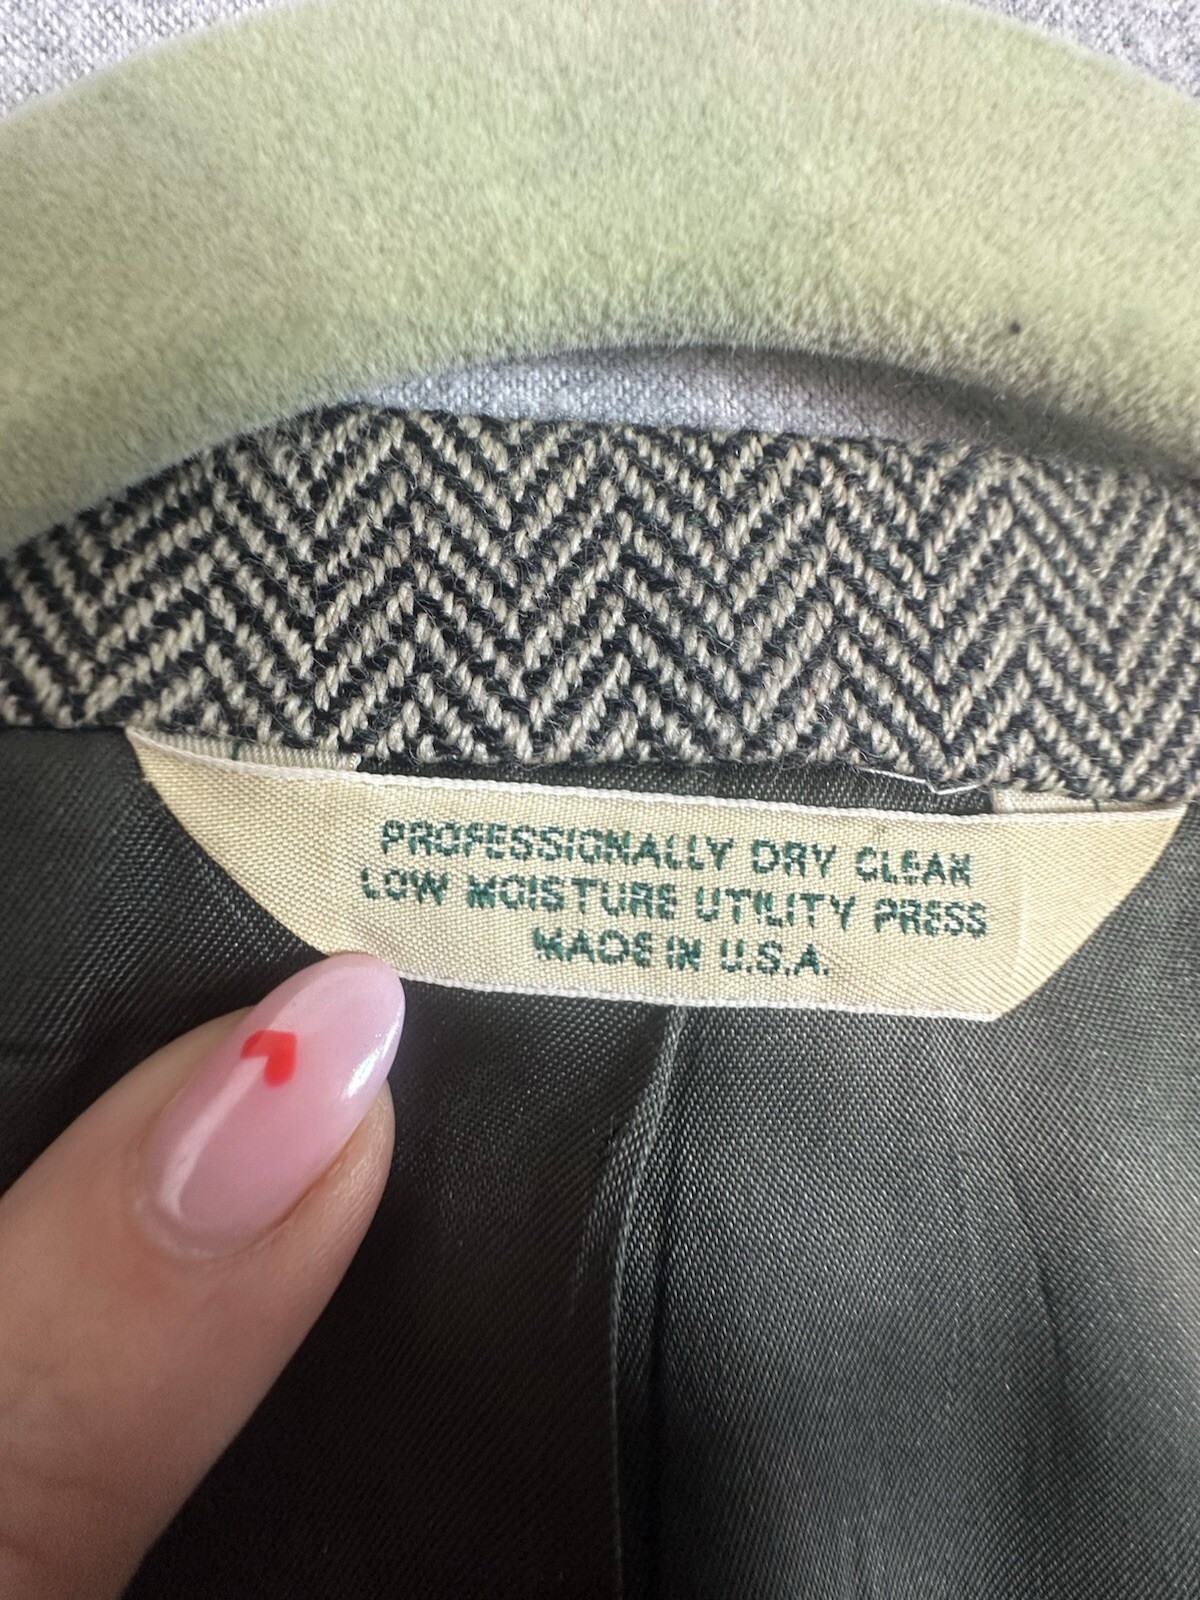 PROFESSIONALLY DRY CLEAN
LOW MOISTURE UTILITY PRESS
MADE IN U.S.A.